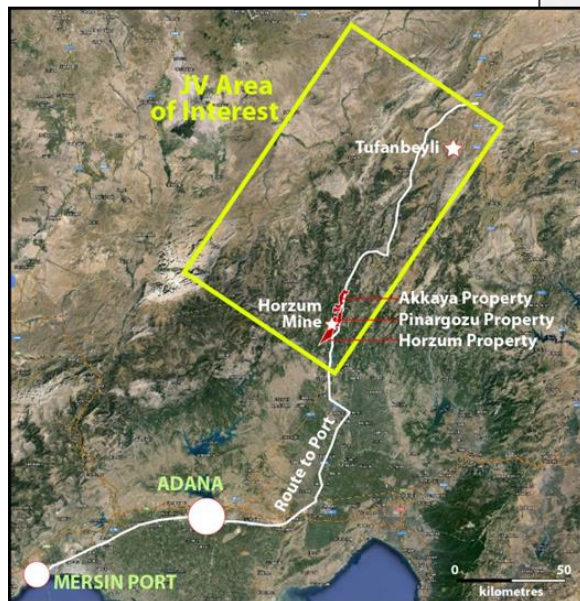 JV Area
of Interest
Tufanbeyli
Horzum
Mine
Akkaya Property
Pinargozu Property
Horzum Property
Route to Port
ADANA
MERSIN PORT
0 50
kilometres